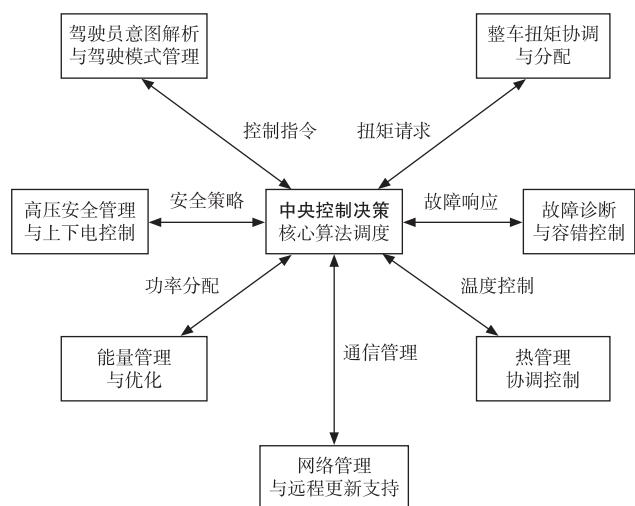 驾驶员意图解析
与驾驶模式管理
整车扭矩协调
与分配
控制指令
扭矩请求
高压安全管理
与上下电控制
安全策略
中央控制决策
核心算法调度
故障响应
故障诊断
与容错控制
功率分配
温度控制
能量管理
与优化
通信管理
热管理
协调控制
网络管理
与远程更新支持